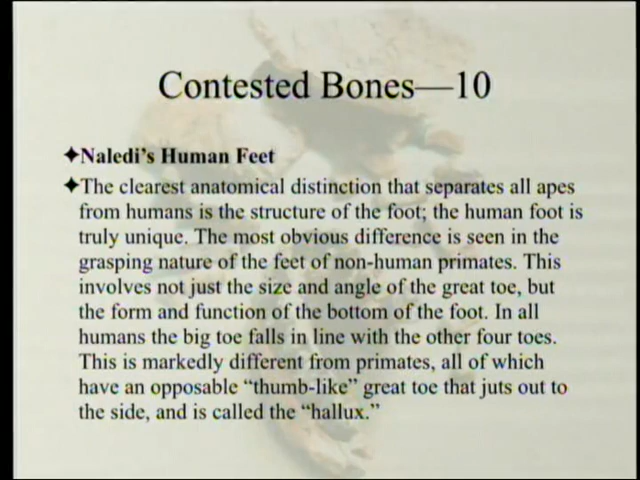 Contested Bones—10
✦Naledi's Human Feet
✦The clearest anatomical distinction that separates all apes
from humans is the structure of the foot; the human foot is
truly unique. The most obvious difference is seen in the
grasping nature of the feet of non-human primates. This
involves not just the size and angle of the great toe, but
the form and function of the bottom of the foot. In all
humans the big toe falls in line with the other four toes.
This is markedly different from primates, all of which
have an opposable “thumb-like” great toe that juts out to
the side, and is called the “hallux.”